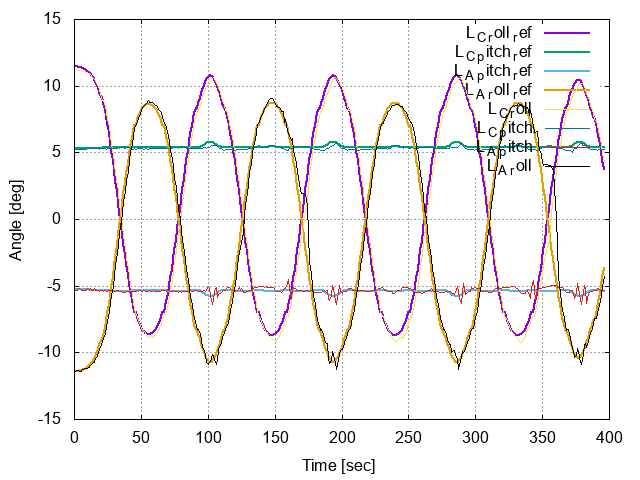 15
10
5
0
-5
-10
-15
0
50
100
150
200
250
300
350
400
Angle [deg]
Time [sec]
L_Croll_ref
L_Cpitch_ref
L_Apitch_ref
L_Aroll_ref
L_Croll
L_Cpitch
L_Apitch
L_Aroll